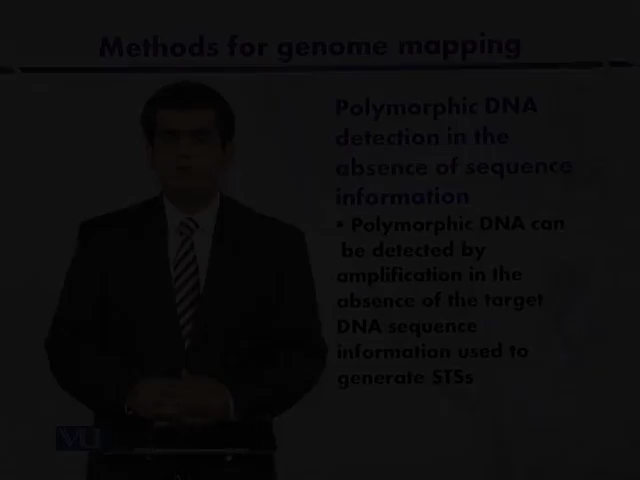 Methods for genome mapping
Polymorphic DNA
detection in the
absence of sequence
information
• Polymorphic DNA can
be detected by
amplification in the
absence of the target
DNA sequence
information used to
generate STSs
VU